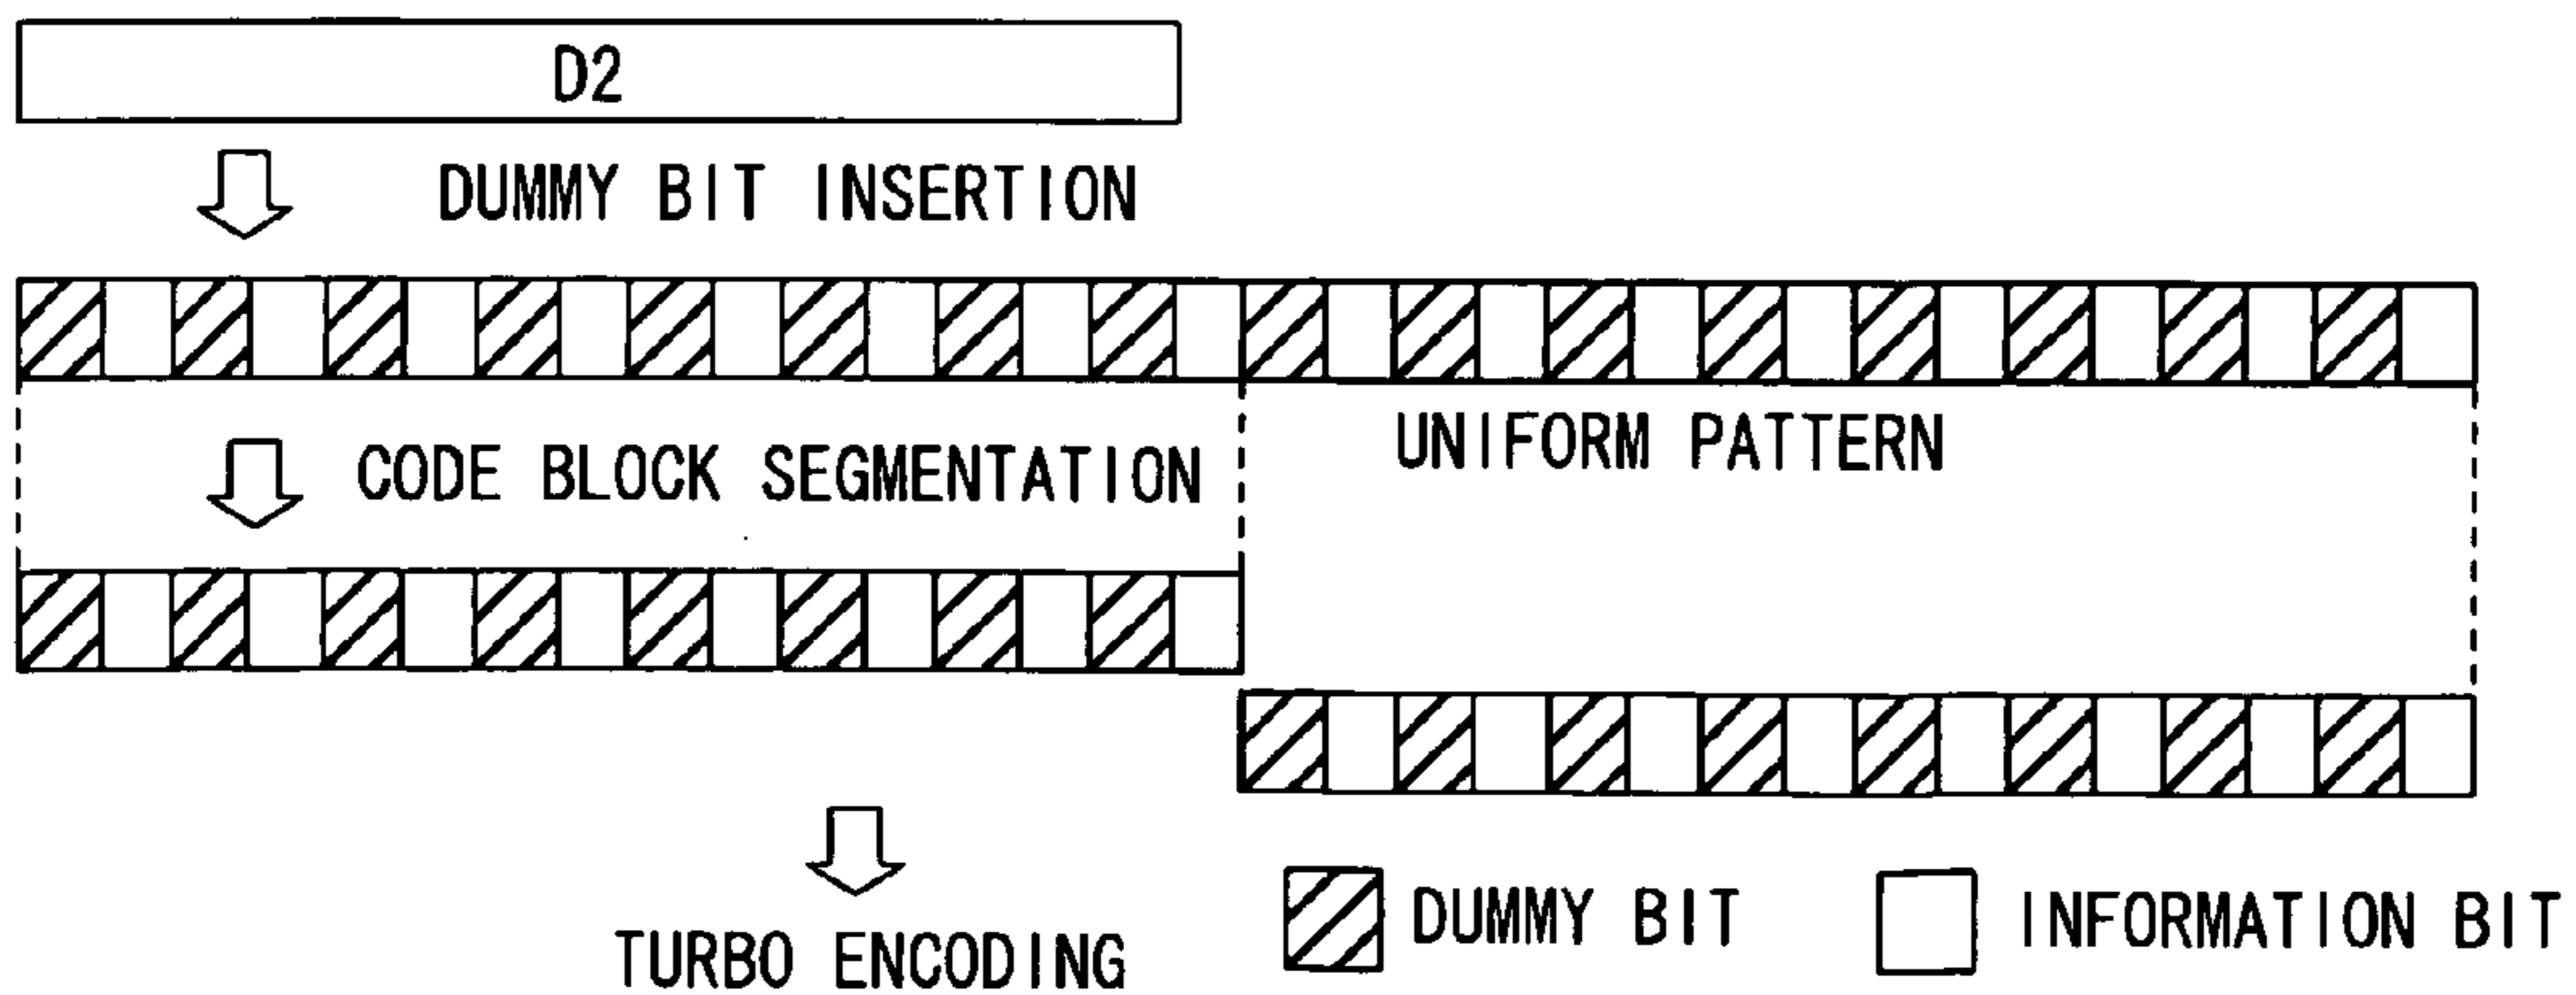 D2
DUMMY BIT INSERTION
UNIFORM PATTERN
CODE BLOCK SEGMENTATION
TURBO ENCODING
DUMMY BIT
INFORMATION BIT